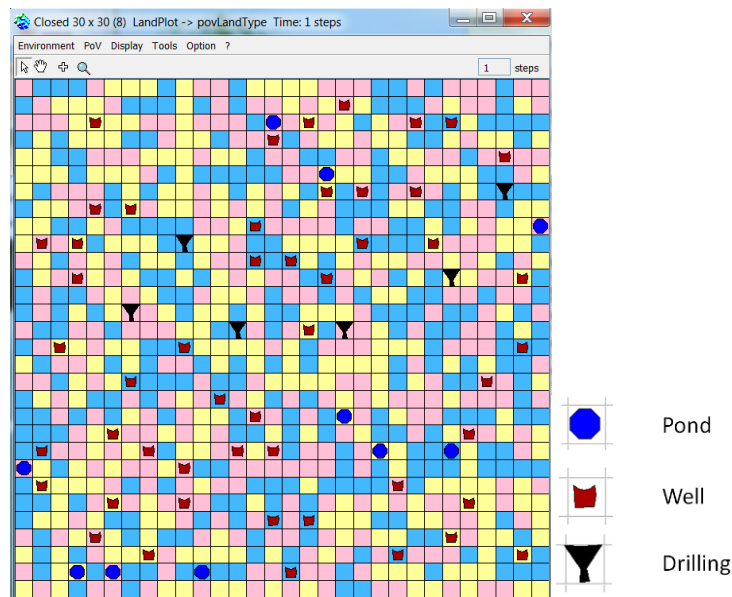 Closed 30 x 30 (8) LandPlot -> povLandType Time: 1 steps
Environment PoV Display Tools Option ?
1 steps
Pond
Well
Drilling